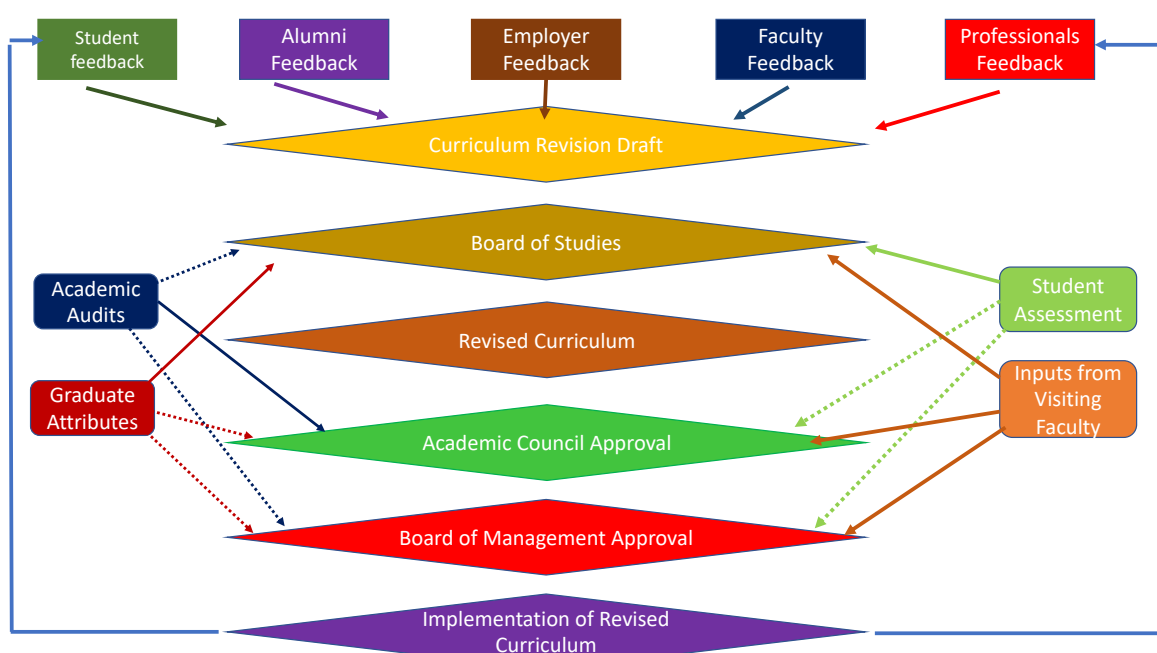 Student
feedback
Alumni
Feedback
Employer
Feedback
Faculty
Feedback
Professionals
Feedback
Curriculum Revision Draft
Board of Studies
Academic
Audits
Student
Assessment
Revised Curriculum
Graduate
Attributes
Inputs from
Visiting
Faculty
Academic Council Approval
Board of Management Approval
Implementation of Revised
Curriculum